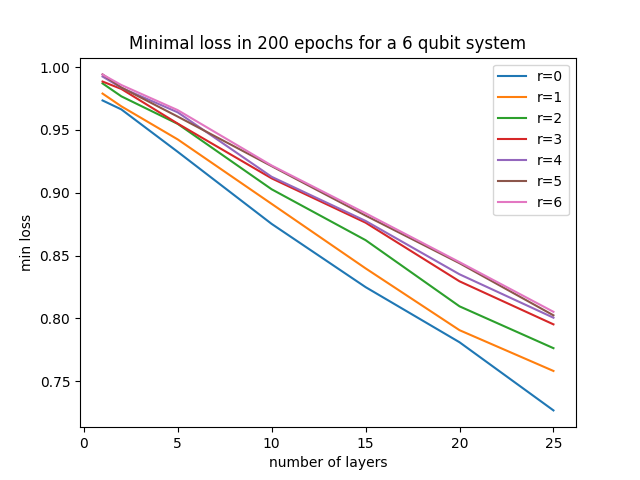 Minimal loss in 200 epochs for a 6 qubit system
1.00
0.95
0.90
0.85
0.80
0.75
min loss
r=0
r=1
r=2
r=3
r=4
r=5
r=6
0 5 10 15 20 25
number of layers